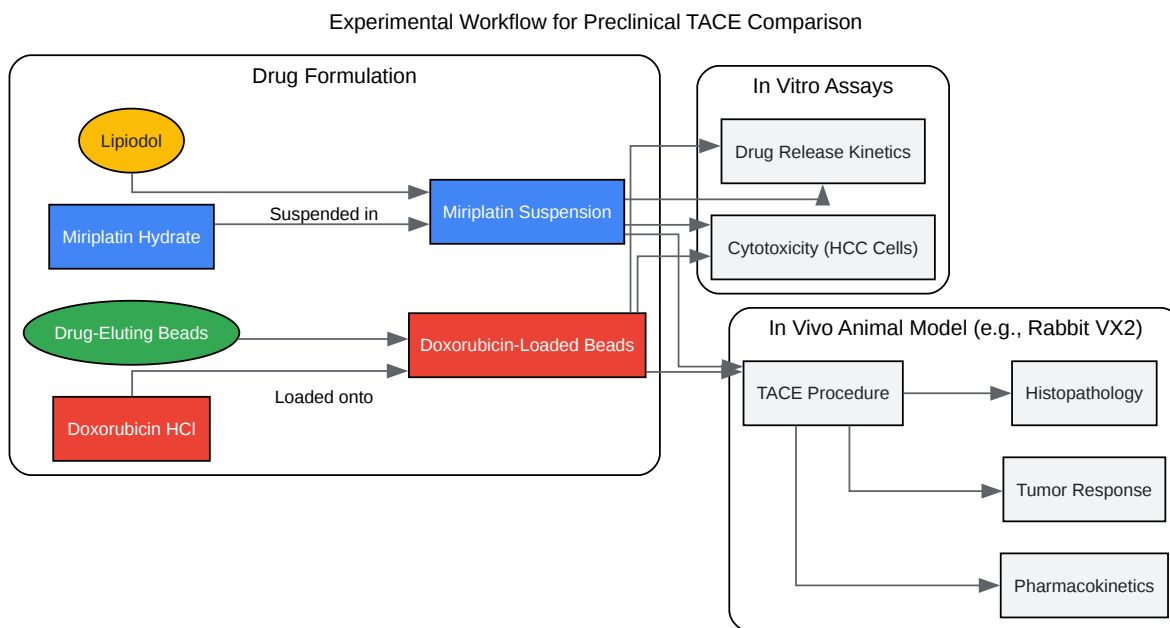 Experimental Workflow for Preclinical TACE Comparison
Drug Formulation
Lipiodol
Miriplatin Hydrate
Suspended in
Miriplatin Suspension
Drug-Eluting Beads
Doxorubicin HCl
Loaded onto
Doxorubicin-Loaded Beads
In Vitro Assays
Drug Release Kinetics
Cytotoxicity (HCC Cells)
In Vivo Animal Model (e.g., Rabbit VX2)
TACE Procedure
Histopathology
Tumor Response
Pharmacokinetics